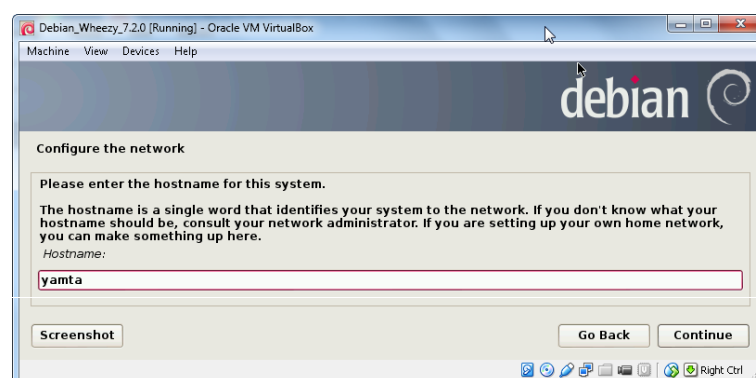 Debian_Wheezy_7.2.0 [Running] - Oracle VM VirtualBox
Machine View Devices Help
debian
Configure the network
Please enter the hostname for this system.
The hostname is a single word that identifies your system to the network. If you don't know what your
hostname should be, consult your network administrator. If you are setting up your own home network,
you can make something up here.
Hostname:
yamta
Screenshot Go Back Continue
Right Ctrl